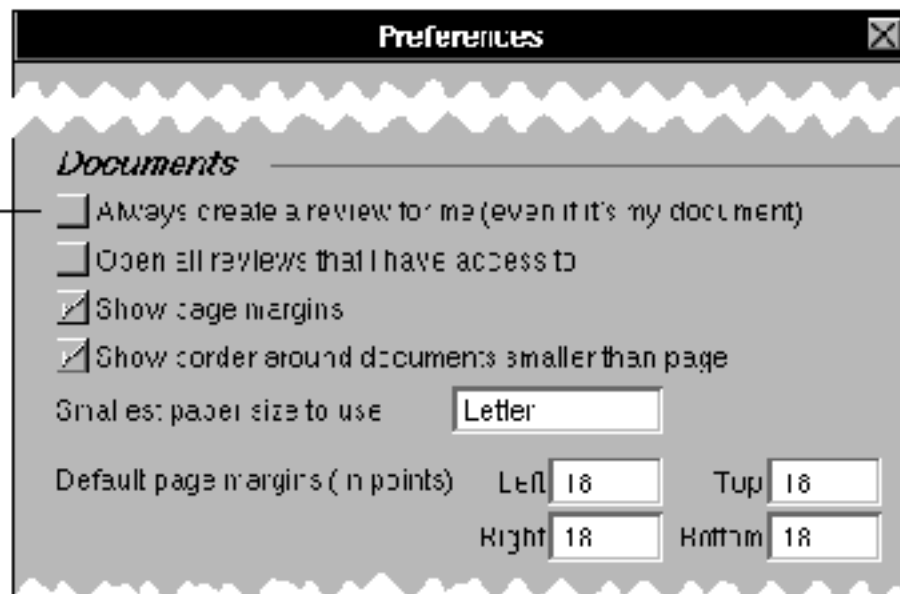 Preferences
Documents
Always create a review for me (even if it's my document)
Open all reviews that I have access to
Show page margins
Show border around documents smaller than page
Smallest paper size to use Letter
Default page margins (in points) Left 18 Top 18
Right 18 Bottom 18